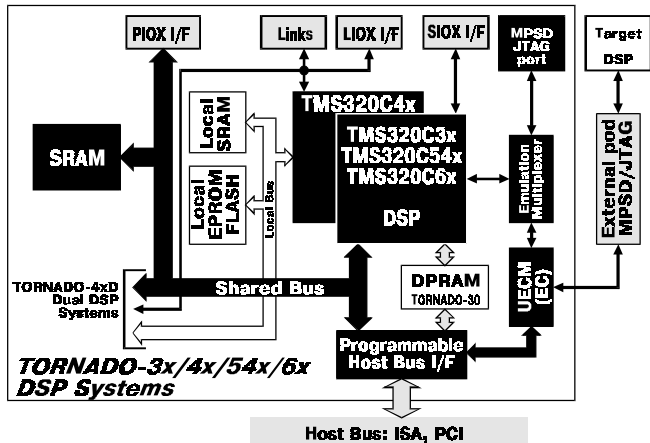 PIOX I/F
Links
LIOX I/F
SIOX I/F
MPSD
JTAG
port
Target
DSP
TMS320C4x
Local
SRAM
TMS320C3x
TMS320C54x
TMS320C6x
DSP
SRAM
Local
EPROM
FLASH
Local Bus
Emulation
Multiplexer
External pod
MPSD/JTAG
TORNADO-4xD
Dual DSP
Systems
Shared Bus
DPRAM
TORNADO-30
UECM
(EC)
Programmable
Host Bus I/F
TORNADO-3x/4x/54x/6x
DSP Systems
Host Bus: ISA, PCI